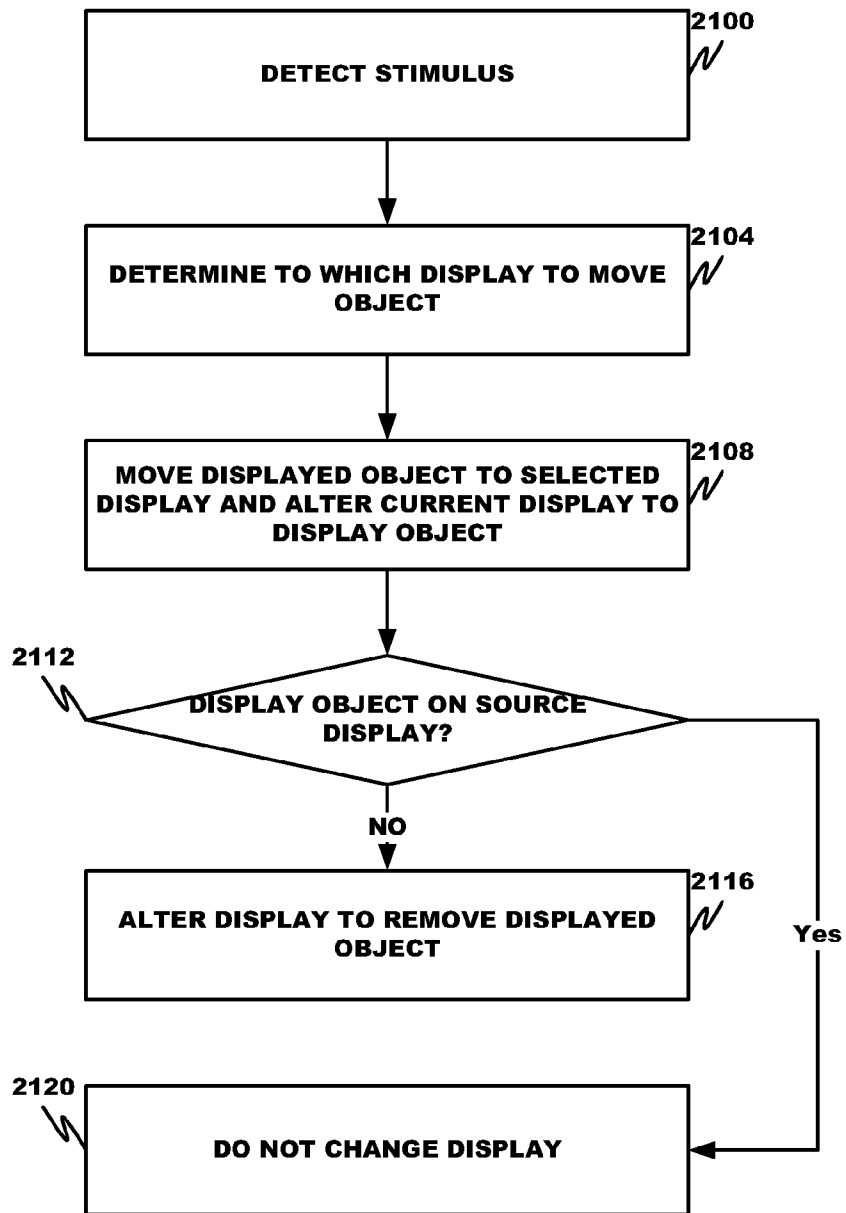 2100
DETECT STIMULUS
2104
DETERMINE TO WHICH DISPLAY TO MOVE
OBJECT
2108
MOVE DISPLAYED OBJECT TO SELECTED
DISPLAY AND ALTER CURRENT DISPLAY TO
DISPLAY OBJECT
2112
DISPLAY OBJECT ON SOURCE
DISPLAY?
NO
2116
ALTER DISPLAY TO REMOVE DISPLAYED
OBJECT
Yes
2120
DO NOT CHANGE DISPLAY